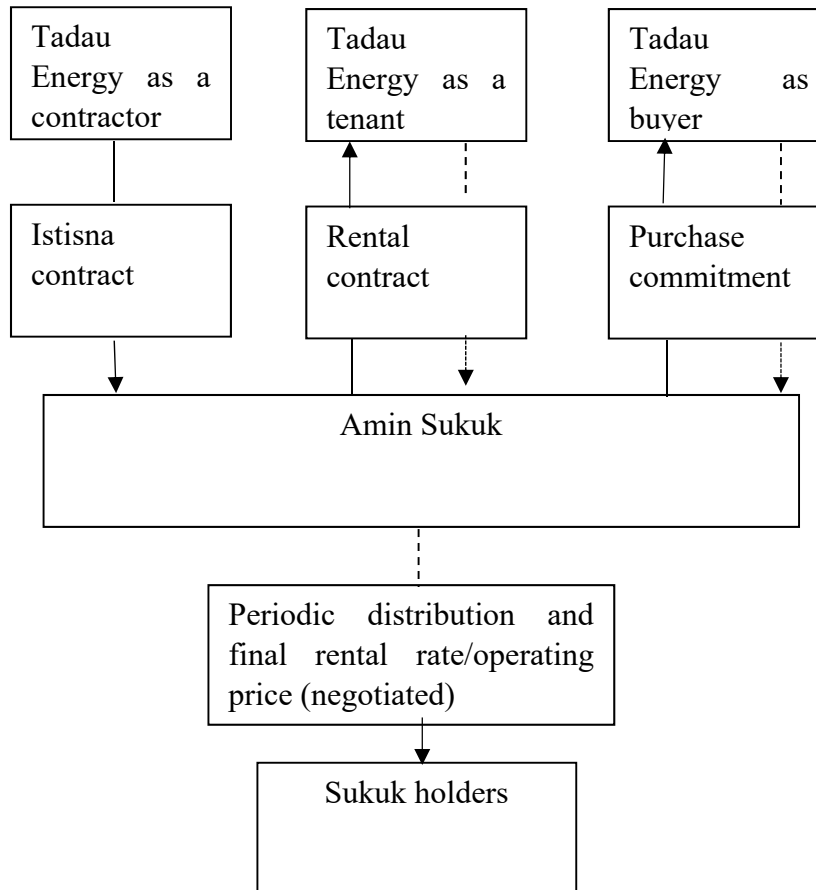 Tadau
Energy as a
contractor
Tadau
Energy as a
tenant
Tadau
Energy as
buyer
Istisna
contract
Rental
contract
Purchase
commitment
Amin Sukuk
Periodic distribution and
final rental rate/operating
price (negotiated)
Sukuk holders